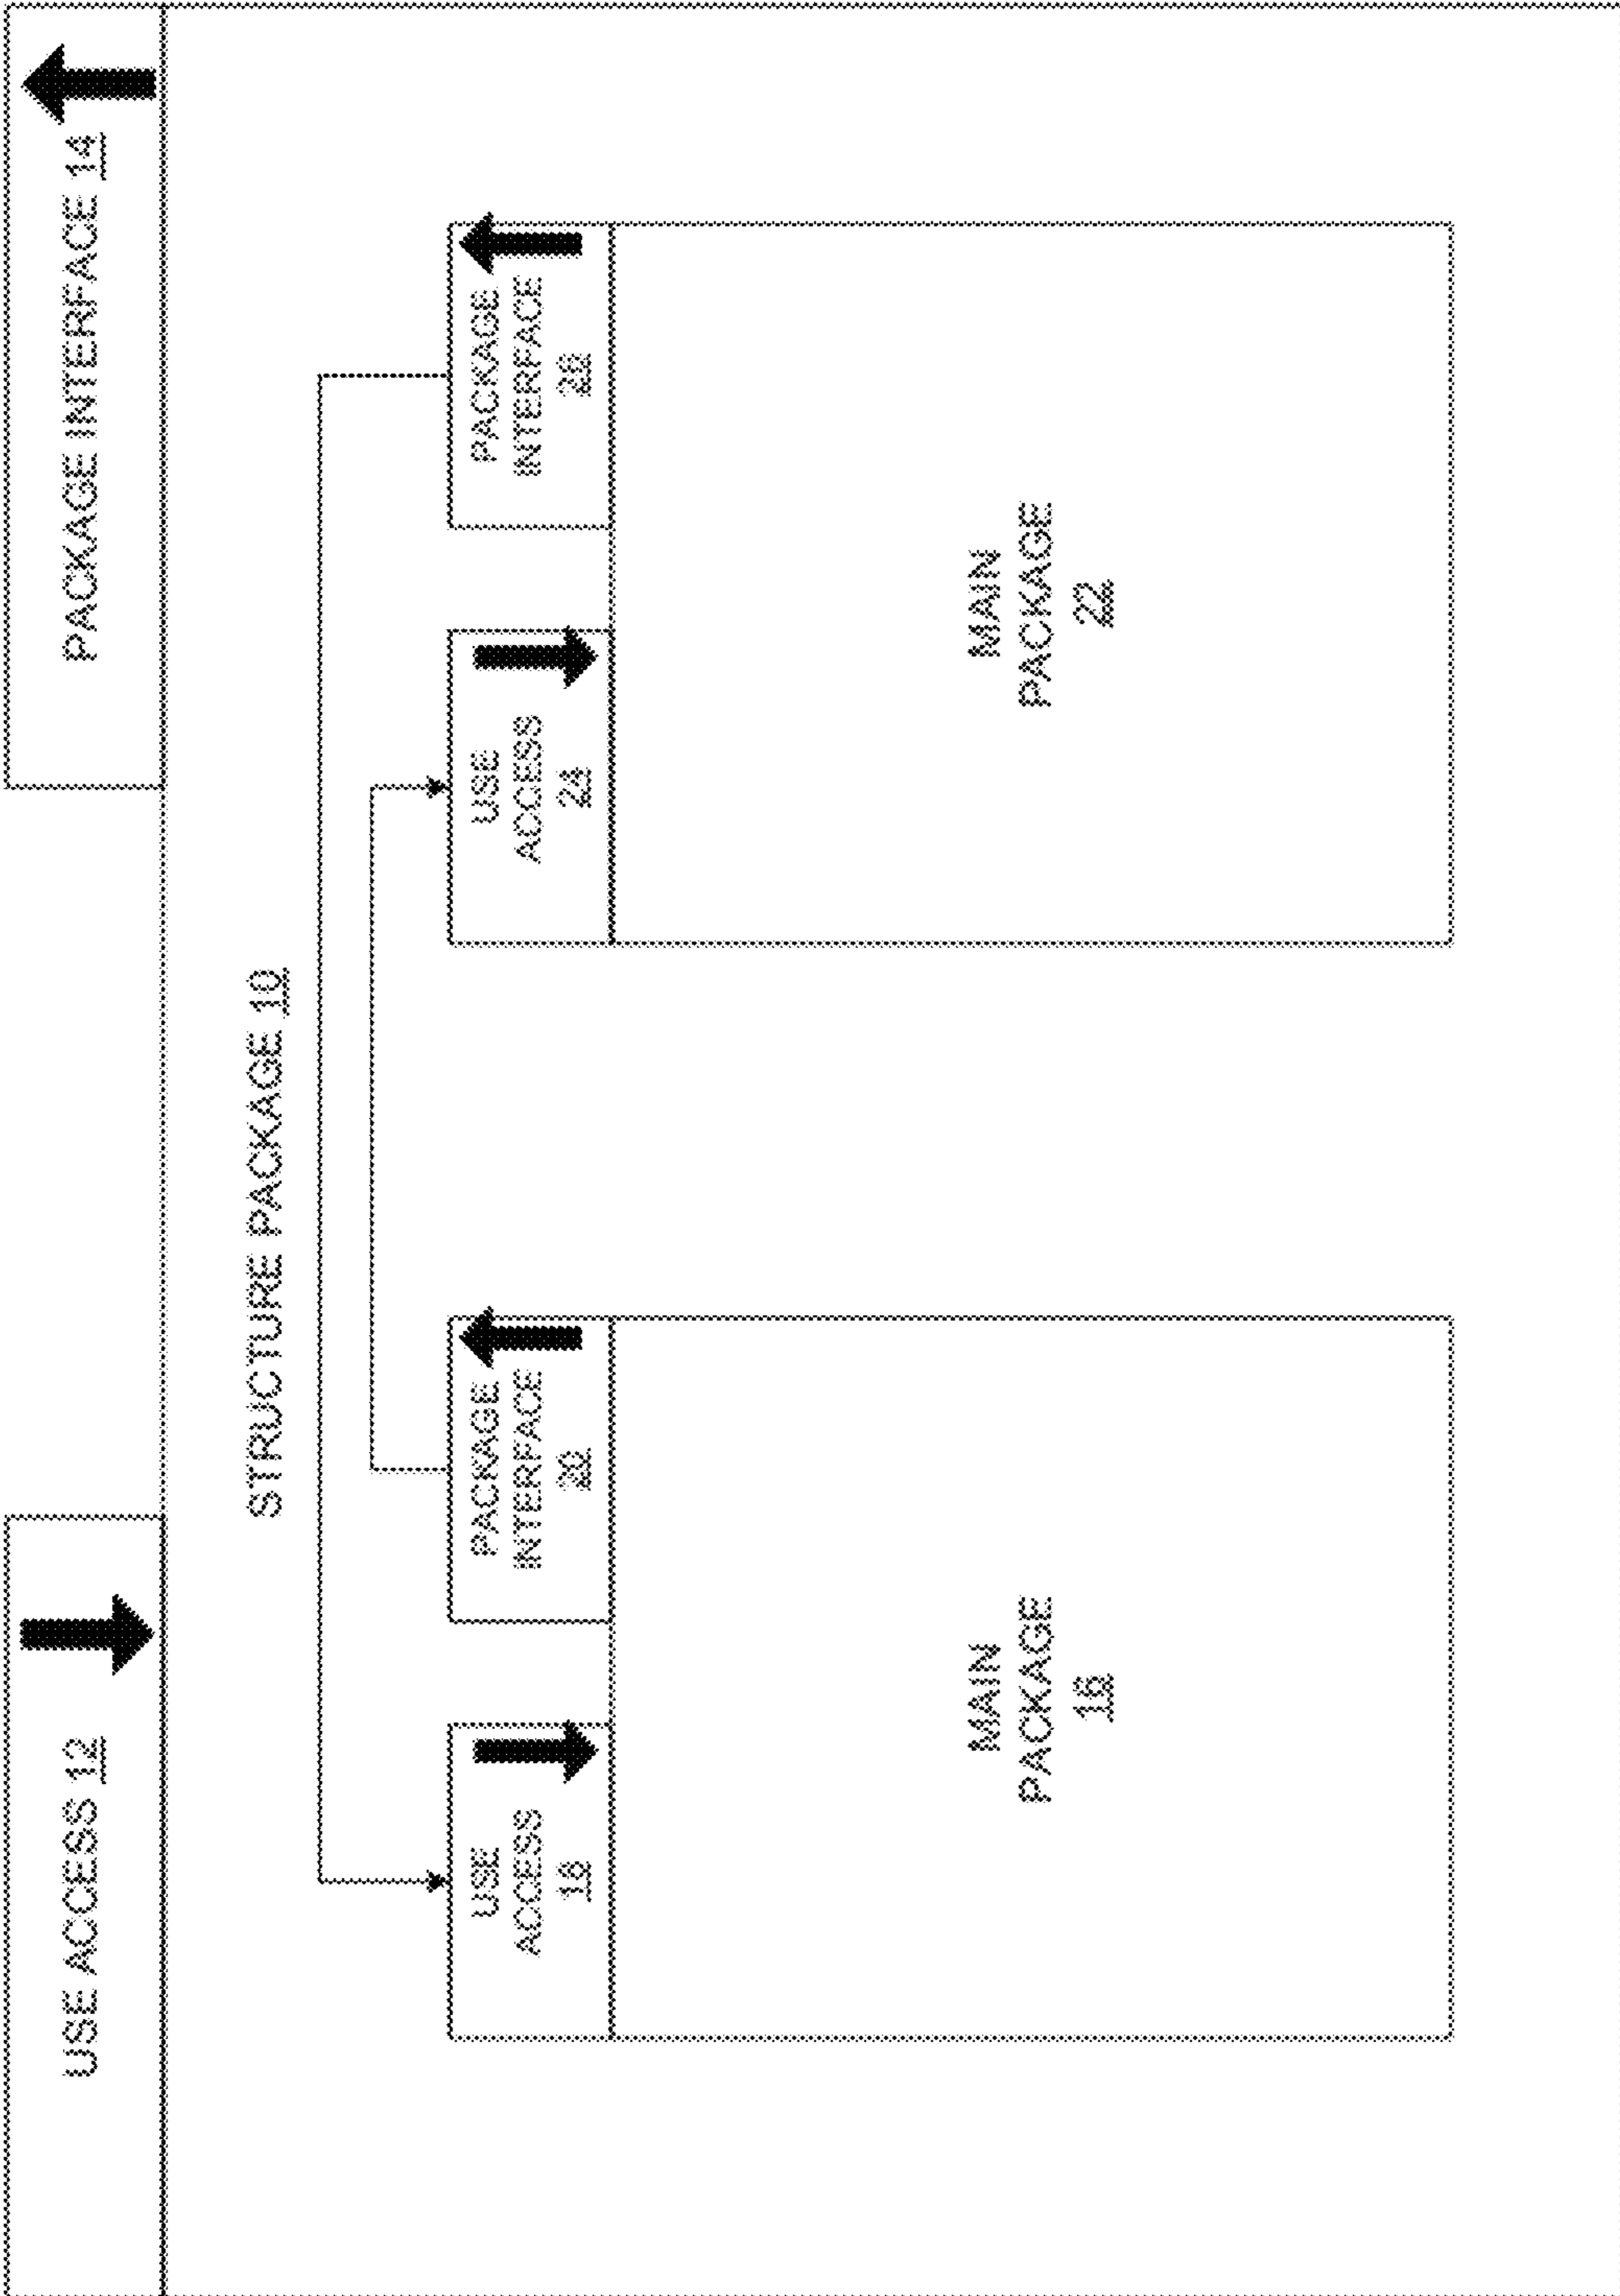 USE ACCESS 12
PACKAGE INTERFACE 14
STRUCTURE PACKAGE 10
USE
ACCESS
18
PACKAGE
INTERFACE
20
USE
ACCESS
24
PACKAGE
INTERFACE
26
MAIN
PACKAGE
16
MAIN
PACKAGE
22